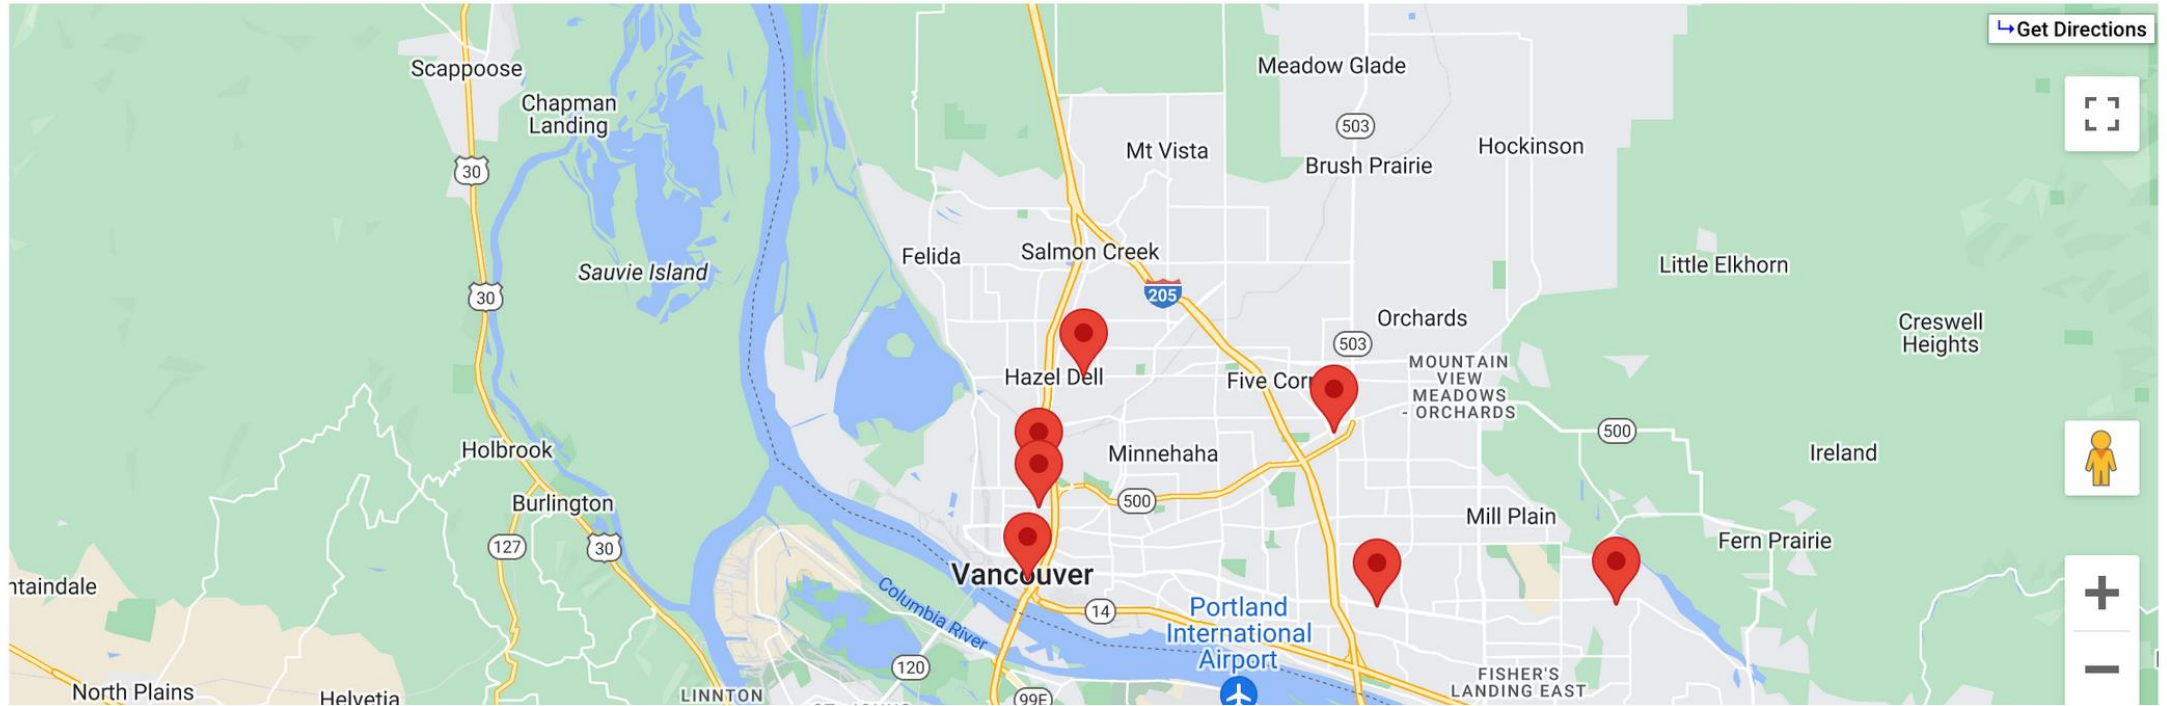 Get Directions
Scappoose
Meadow Glade
Chapman
Landing
503
Mt Vista
Hockinson
Brush Prairie
30
Felida
Salmon Creek
Little Elkhorn
Sauvie Island
30
205
Orchards
Creswell
Heights
503
MOUNTAIN
VIEW
MEADOWS
- ORCHARDS
Hazel Dell
Five Corr
500
Holbrook
Minnehaha
Ireland
Burlington
500
Mill Plain
127
30
Fern Prairie
ntaindale
Vancouver
Columbia River
14
Portland
International
Airport
120
FISHER'S
LANDING EAST
North Plains
Helvetia
LINNTON
99E